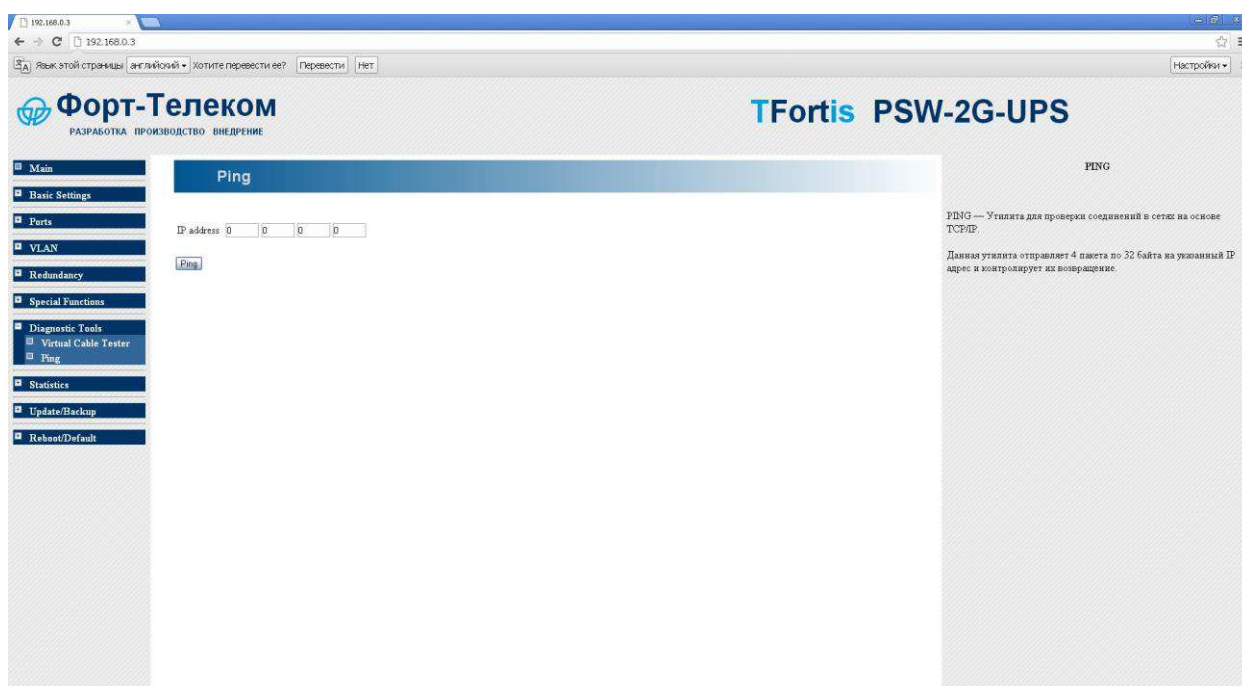 192.168.0.3
192.168.0.3
Язык этой страницы английский Хотите перевести ее? Перевести Нет Настройки
Форт-Телеком
РАЗРАБОТКА ПРОИЗВОДСТВО ВНЕДРЕНИЕ
TFortis PSW-2G-UPS
Main
Basic Settings
Ports
VLAN
Redundancy
Special Functions
Diagnostic Tools
Virtual Cable Tester
Ping
Statistics
Update/Backup
Reboot/Default
Ping
IP address 0 0 0 0
Ping
PING
PING — Утилита для проверки соединений в сетях на основе
TCP/IP.
Данная утилита отправляет 4 пакета по 32 байта на указанный IP
адрес и контролирует их возвращение.